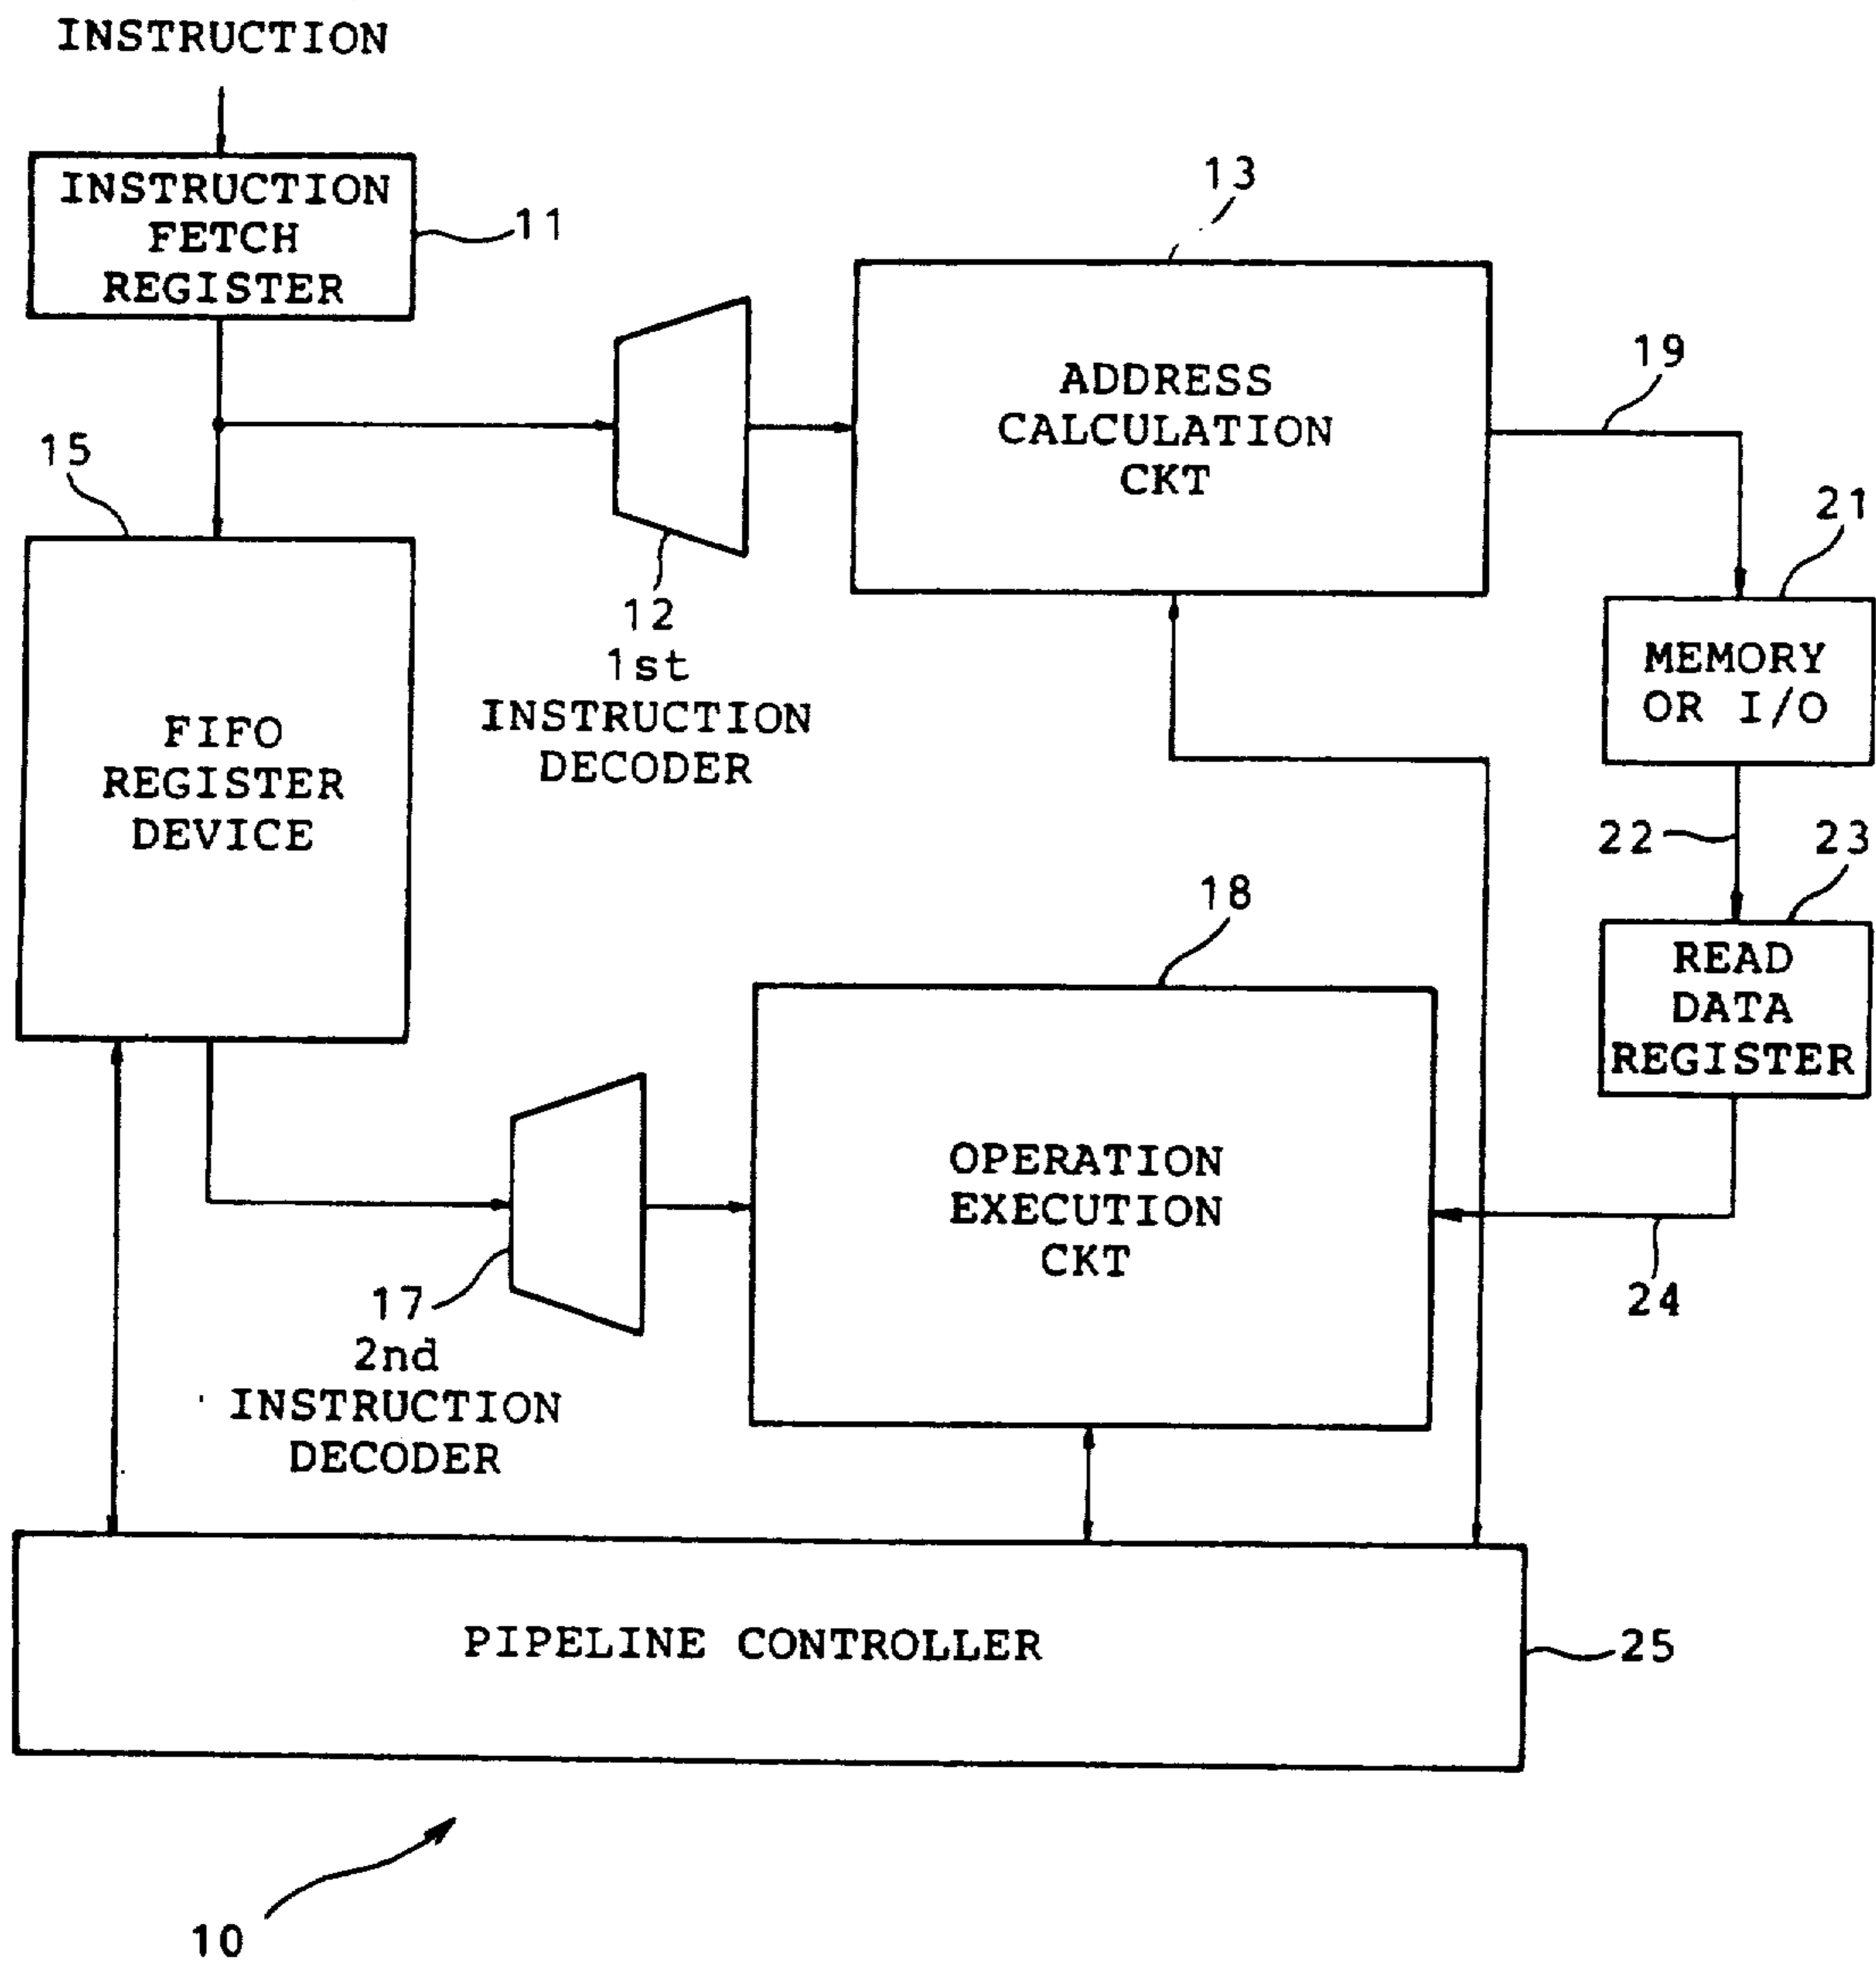 INSTRUCTION
INSTRUCTION
FETCH
REGISTER
11
13
ADDRESS
CALCULATION
CKT
19
15
12
1st
INSTRUCTION
DECODER
21
MEMORY
OR I/O
FIFO
REGISTER
DEVICE
22
23
READ
DATA
REGISTER
18
OPERATION
EXECUTION
CKT
24
17
2nd
INSTRUCTION
DECODER
PIPELINE CONTROLLER
25
10